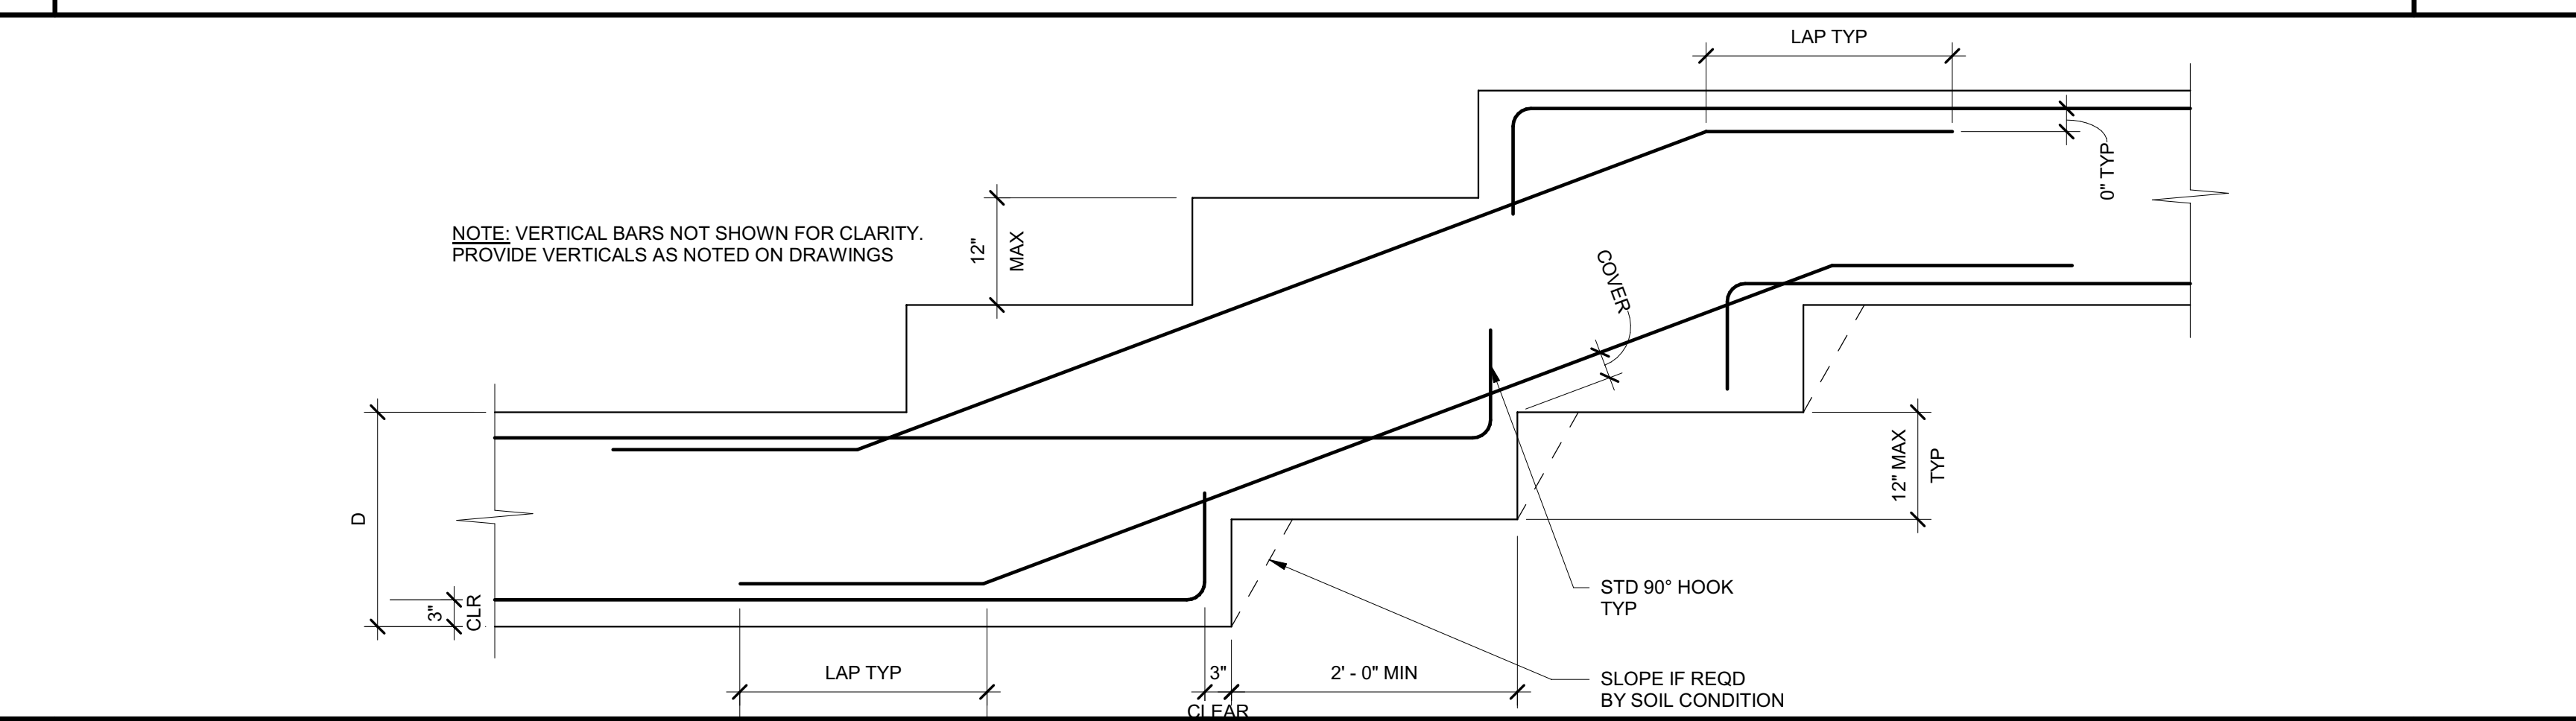 LAP TYP
0" TYP
NOTE: VERTICAL BARS NOT SHOWN FOR CLARITY.
PROVIDE VERTICALS AS NOTED ON DRAWINGS
12"
MAX
COVER
12" MAX
TYP
D
3"
CLR
STD 90° HOOK
TYP
LAP TYP
3"
CLEAR
2' - 0" MIN
SLOPE IF REQD
BY SOIL CONDITION